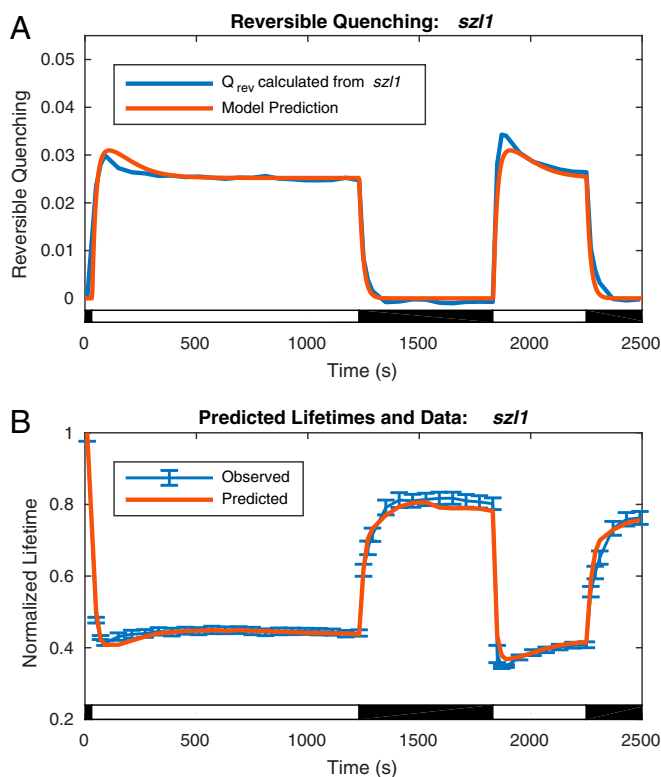 A
Reversible Quenching: szl1
Reversible Quenching
0.05
0.04
0.03
0.02
0.01
0
Q rev calculated from szl1
Model Prediction
0 500 1000 1500 2000 2500
Time (s)
B
Predicted Lifetimes and Data: szl1
Normalized Lifetime
1
0.8
0.6
0.4
0.2
Observed
Predicted
0 500 1000 1500 2000 2500
Time (s)